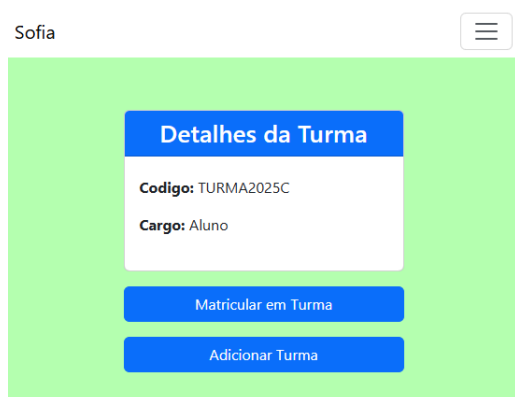 Sofia
Detalhes da Turma
Codigo: TURMA2025C
Cargo: Aluno
Matricular em Turma
Adicionar Turma